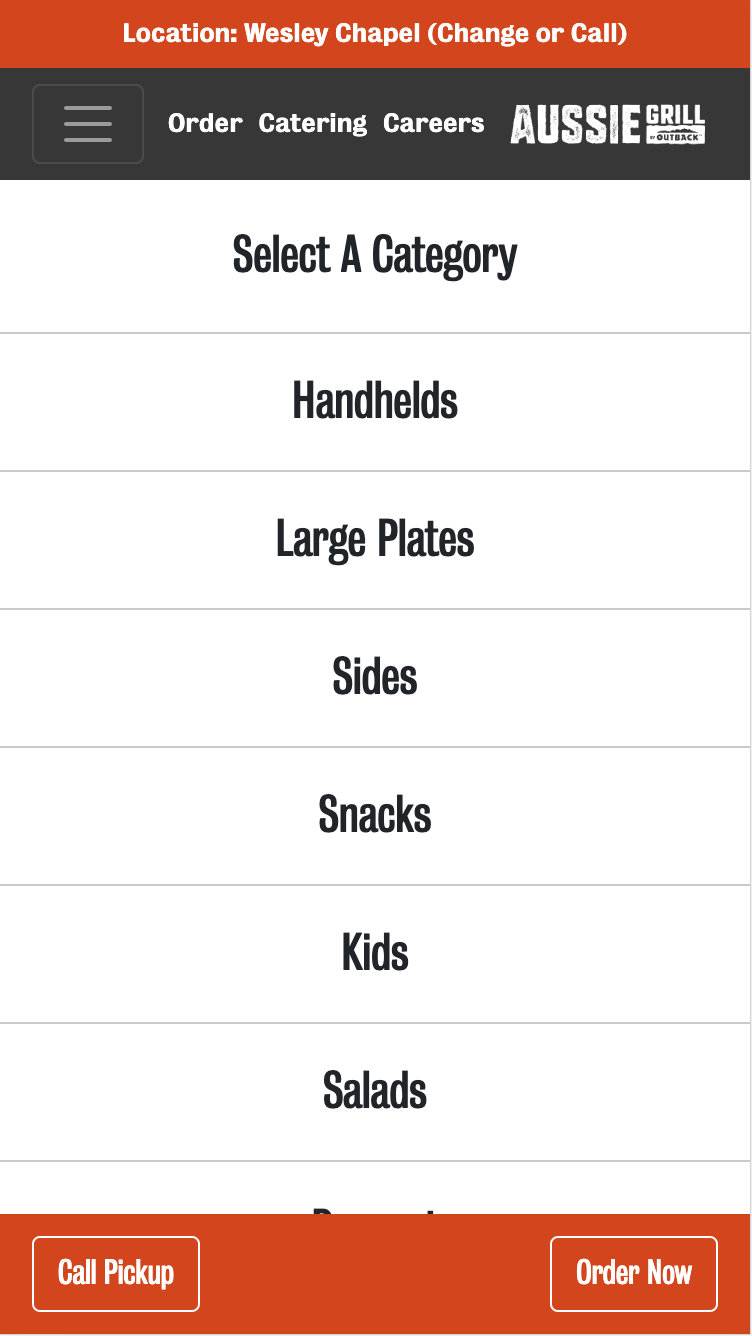 Location: Wesley Chapel (Change or Call)
Order Catering Careers AUSSIE GRILL BY OUTBACK
Select A Category
Handhelds
Large Plates
Sides
Snacks
Kids
Salads
Call Pickup Order Now